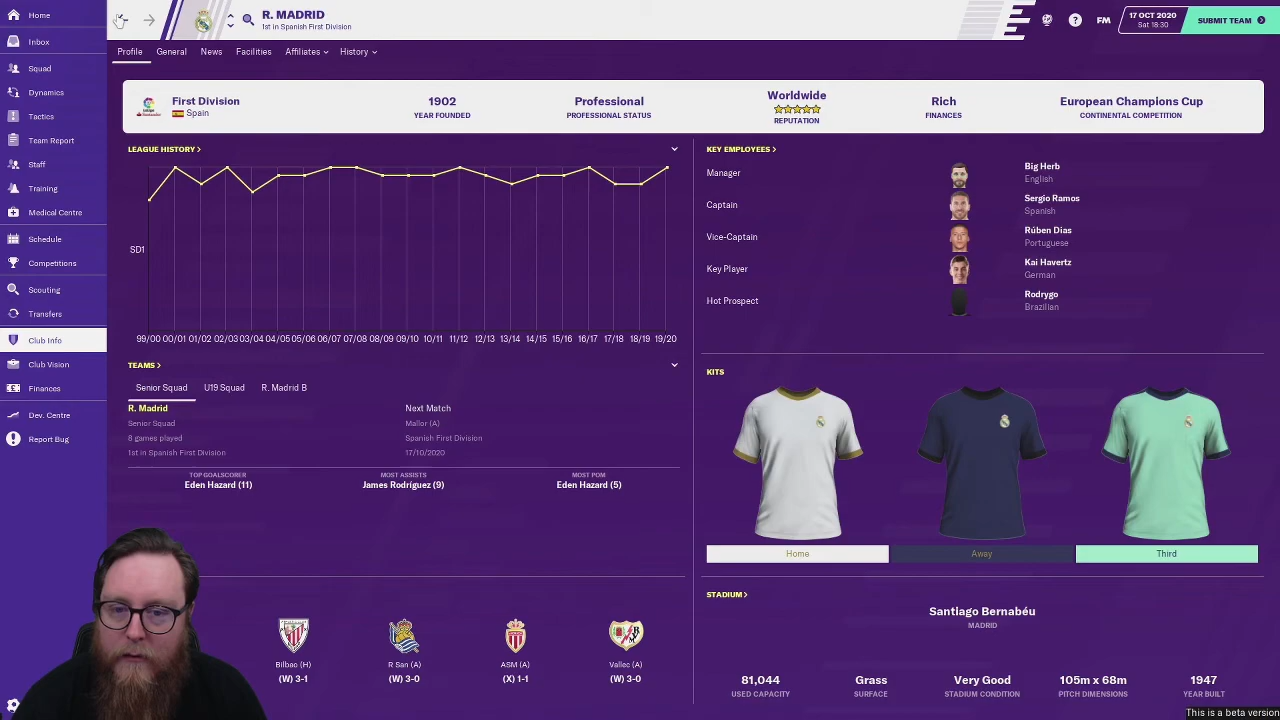 Home
R. MADRID
1st in Spanish First Division
FM
17 OCT 2020
Sat 18:30
SUBMIT TEAM
Inbox
Squad
Dynamics
Tactics
Team Report
Staff
Training
Medical Centre
Schedule
Competitions
Scouting
Transfers
Club Info
Club Vision
Finances
Dev. Centre
Report Bug
Profile General News Facilities Affiliates History
First Division
Spain
1902
YEAR FOUNDED
Professional
PROFESSIONAL STATUS
Worldwide
REPUTATION
Rich
FINANCES
European Champions Cup
CONTINENTAL COMPETITION
LEAGUE HISTORY >
SD1
99/00 00/01 01/02 02/03 03/04 04/05 05/06 06/07 07/08 08/09 09/10 10/11 11/12 12/13 13/14 14/15 15/16 16/17 17/18 18/19 19/20
TEAMS >
Senior Squad U19 Squad R. Madrid B
R. Madrid
Senior Squad
8 games played
1st in Spanish First Division
Next Match
Mallor (A)
Spanish First Division
17/10/2020
TOP GOALSCORER
Eden Hazard (11)
MOST ASSISTS
James Rodríguez (9)
MOST POM
Eden Hazard (5)
Bilbao (H)
(W) 3-1
R San (A)
(W) 3-0
ASM (A)
(X) 1-1
Vallec (A)
(W) 3-0
KEY EMPLOYEES >
Manager
Big Herb
English
Captain
Sergio Ramos
Spanish
Vice-Captain
Rúben Dias
Portuguese
Key Player
Kai Havertz
German
Hot Prospect
Rodrygo
Brazilian
KITS
Home
Away
Third
STADIUM >
Santiago Bernabéu
MADRID
81,044
USED CAPACITY
Grass
SURFACE
Very Good
STADIUM CONDITION
105m x 68m
PITCH DIMENSIONS
1947
YEAR BUILT
This is a beta version